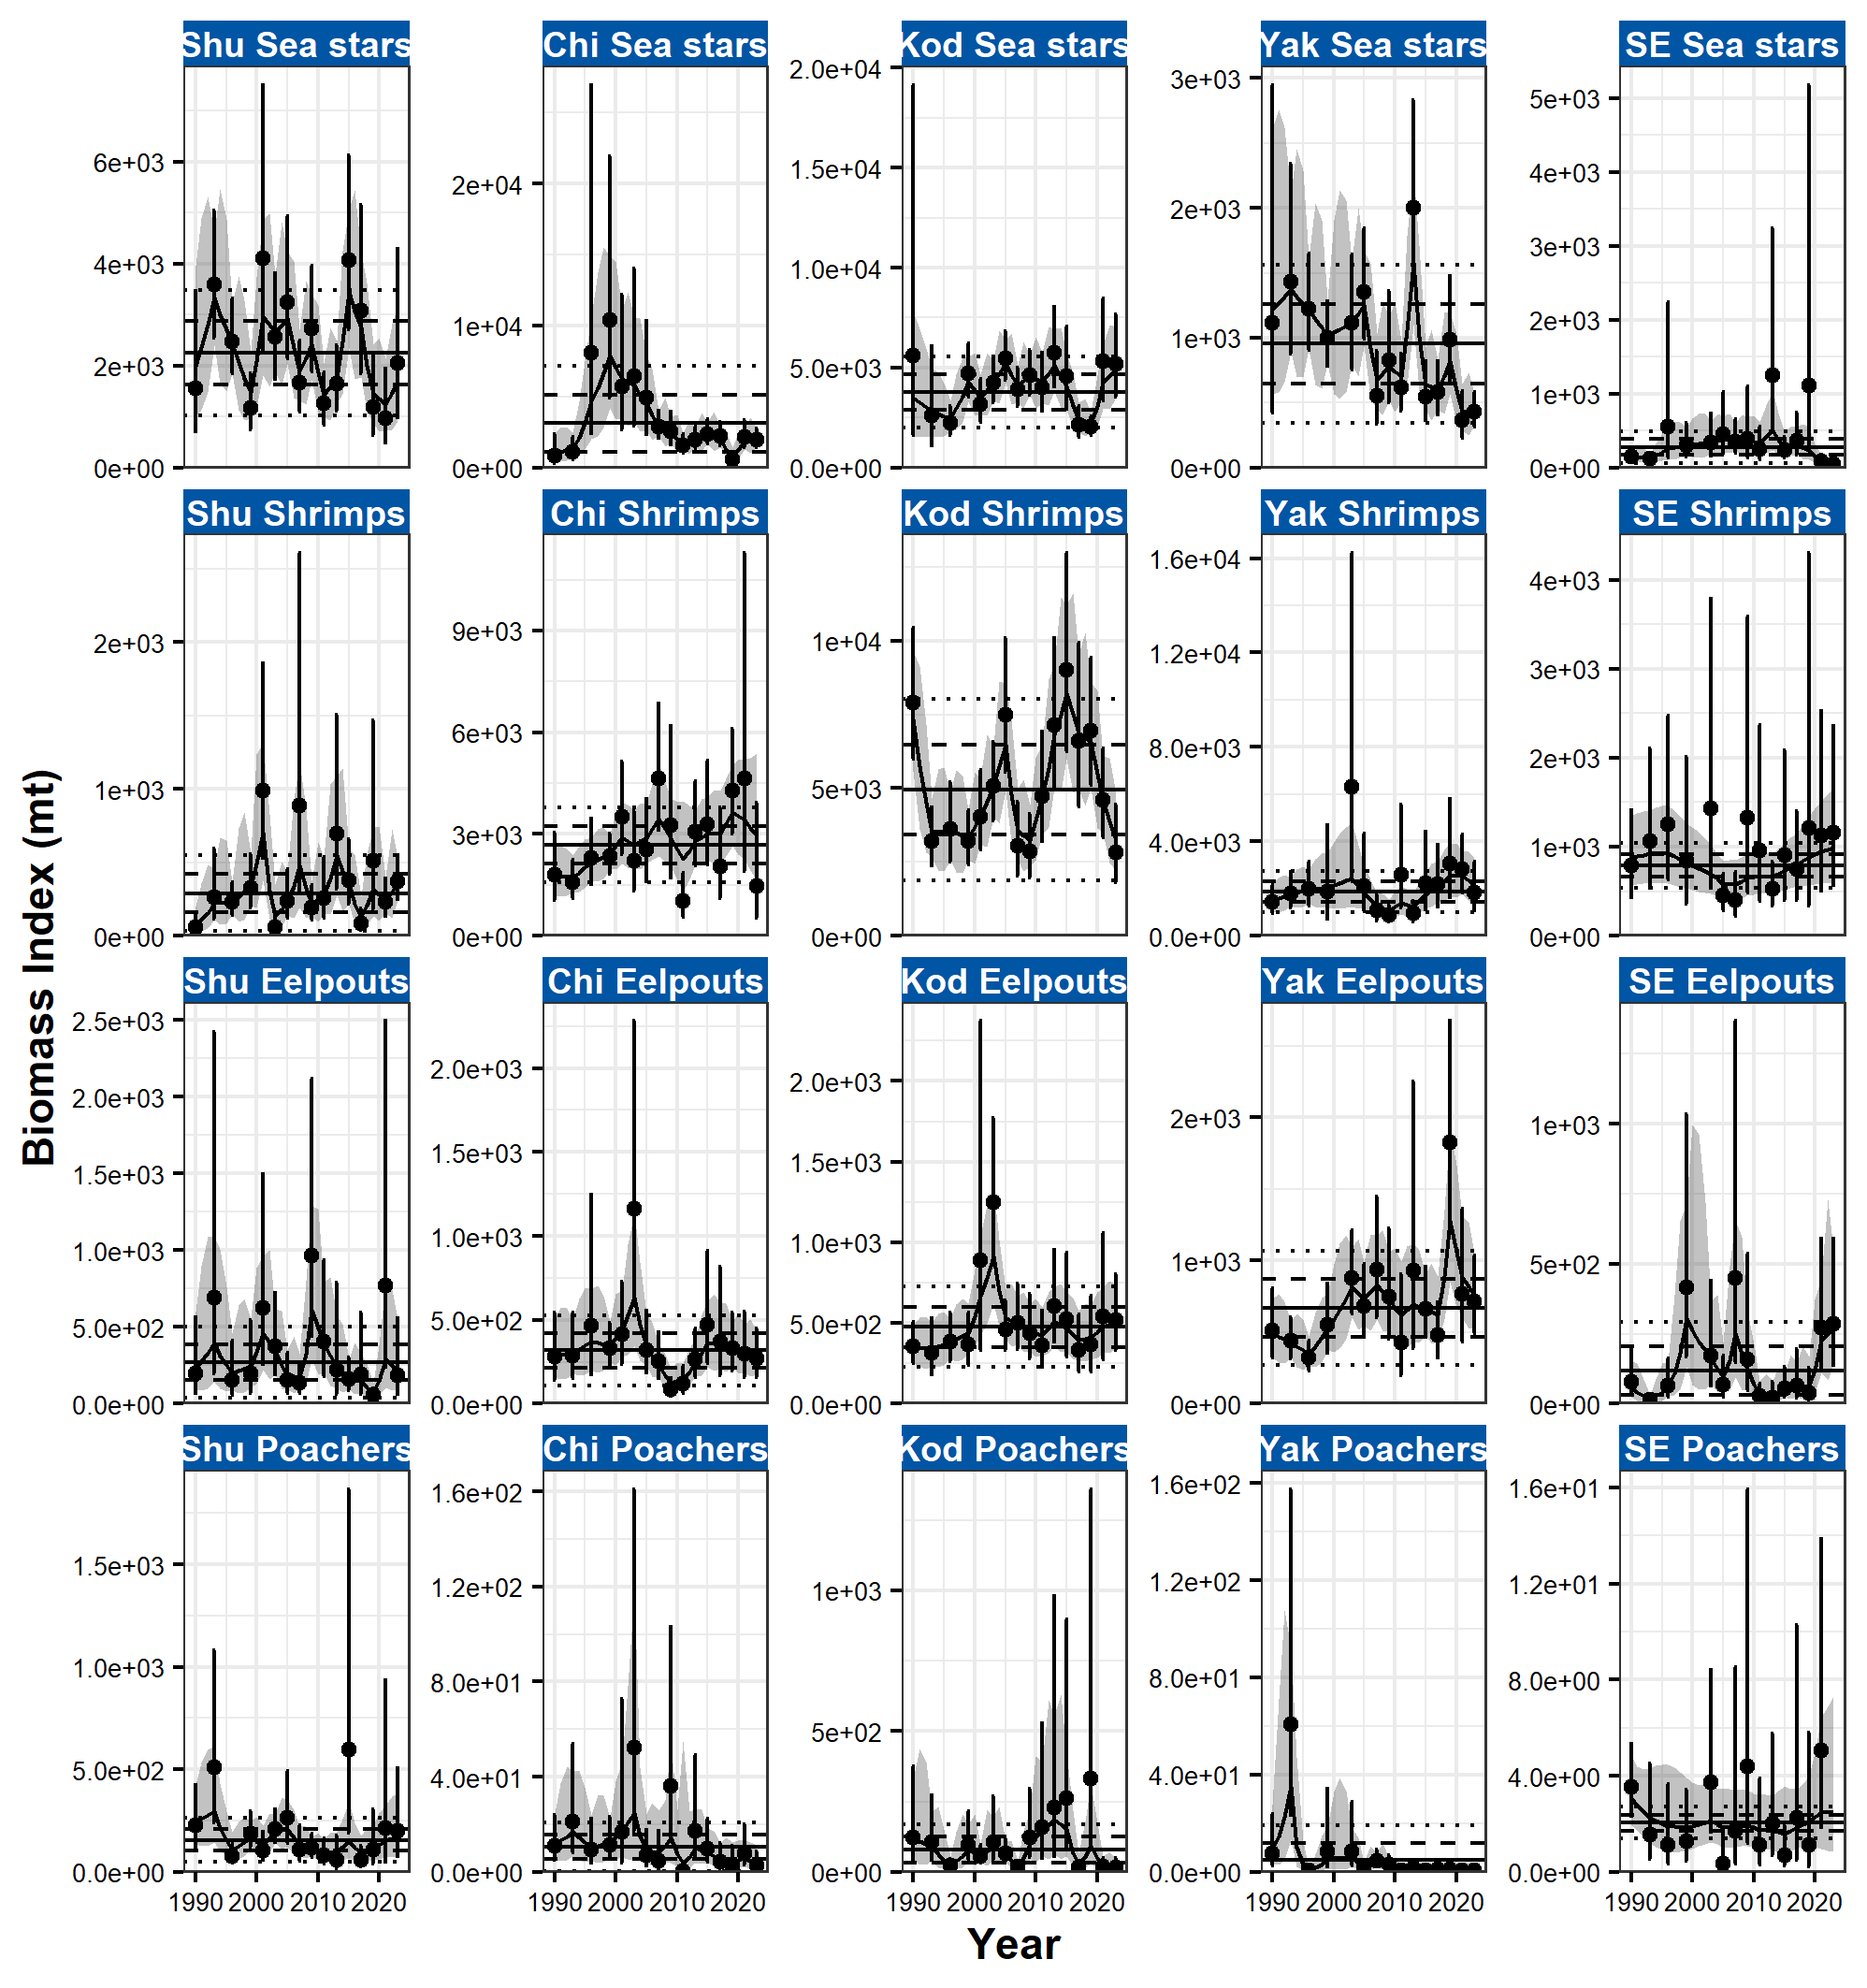 Shu Sea stars
Chi Sea stars
Kod Sea stars
Yak Sea stars
SE Sea stars
6e+03
4e+03
2e+03
0e+00
2e+04
1e+04
0e+00
2.0e+04
1.5e+04
1.0e+04
5.0e+03
0.0e+00
3e+03
2e+03
1e+03
0e+00
5e+03
4e+03
3e+03
2e+03
1e+03
0e+00
Shu Shrimps
Chi Shrimps
Kod Shrimps
Yak Shrimps
SE Shrimps
2e+03
1e+03
0e+00
9e+03
6e+03
3e+03
0e+00
1e+04
5e+03
0e+00
1.6e+04
1.2e+04
8.0e+03
4.0e+03
0.0e+00
4e+03
3e+03
2e+03
1e+03
0e+00
Biomass Index (mt)
Shu Eelpouts
Chi Eelpouts
Kod Eelpouts
Yak Eelpouts
SE Eelpouts
2.5e+03
2.0e+03
1.5e+03
1.0e+03
5.0e+02
0.0e+00
2.0e+03
1.5e+03
1.0e+03
5.0e+02
0.0e+00
2.0e+03
1.5e+03
1.0e+03
5.0e+02
0.0e+00
2e+03
1e+03
0e+00
1e+03
5e+02
0e+00
Shu Poachers
Chi Poachers
Kod Poachers
Yak Poachers
SE Poachers
1.5e+03
1.0e+03
5.0e+02
0.0e+00
1.6e+02
1.2e+02
8.0e+01
4.0e+01
0.0e+00
1e+03
5e+02
0e+00
1.6e+02
1.2e+02
8.0e+01
4.0e+01
0.0e+00
1.6e+01
1.2e+01
8.0e+00
4.0e+00
0.0e+00
1990 2000 2010 2020
1990 2000 2010 2020
1990 2000 2010 2020
1990 2000 2010 2020
1990 2000 2010 2020
Year